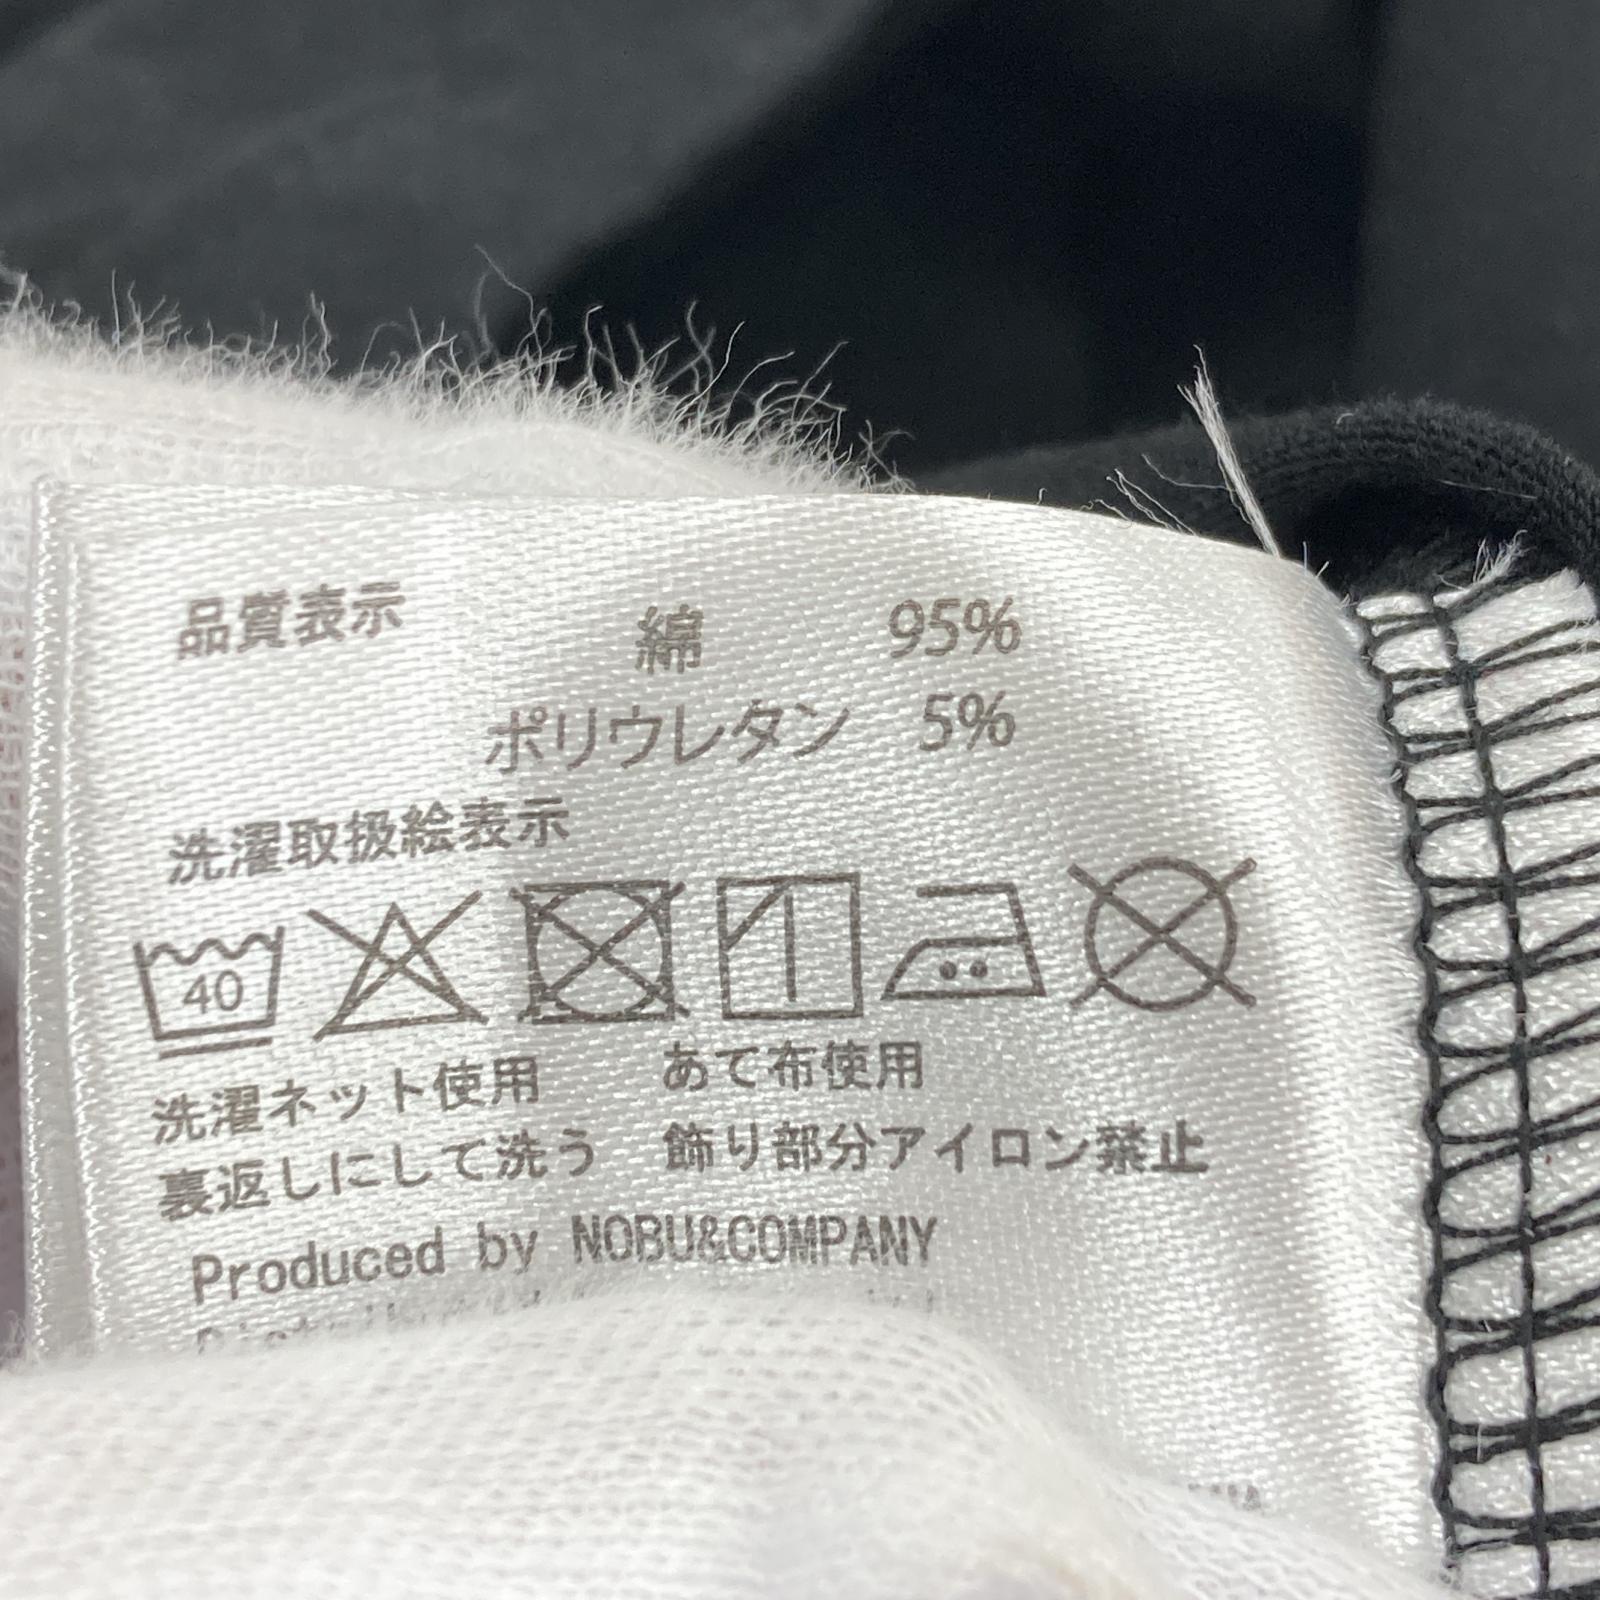 品質表示 綿 95%
ポリウレタン 5%
洗濯取扱絵表示
40
洗濯ネット使用 あて布使用
裏返しにして洗う 飾り部分アイロン禁止
Produced by NOBU&COMPANY